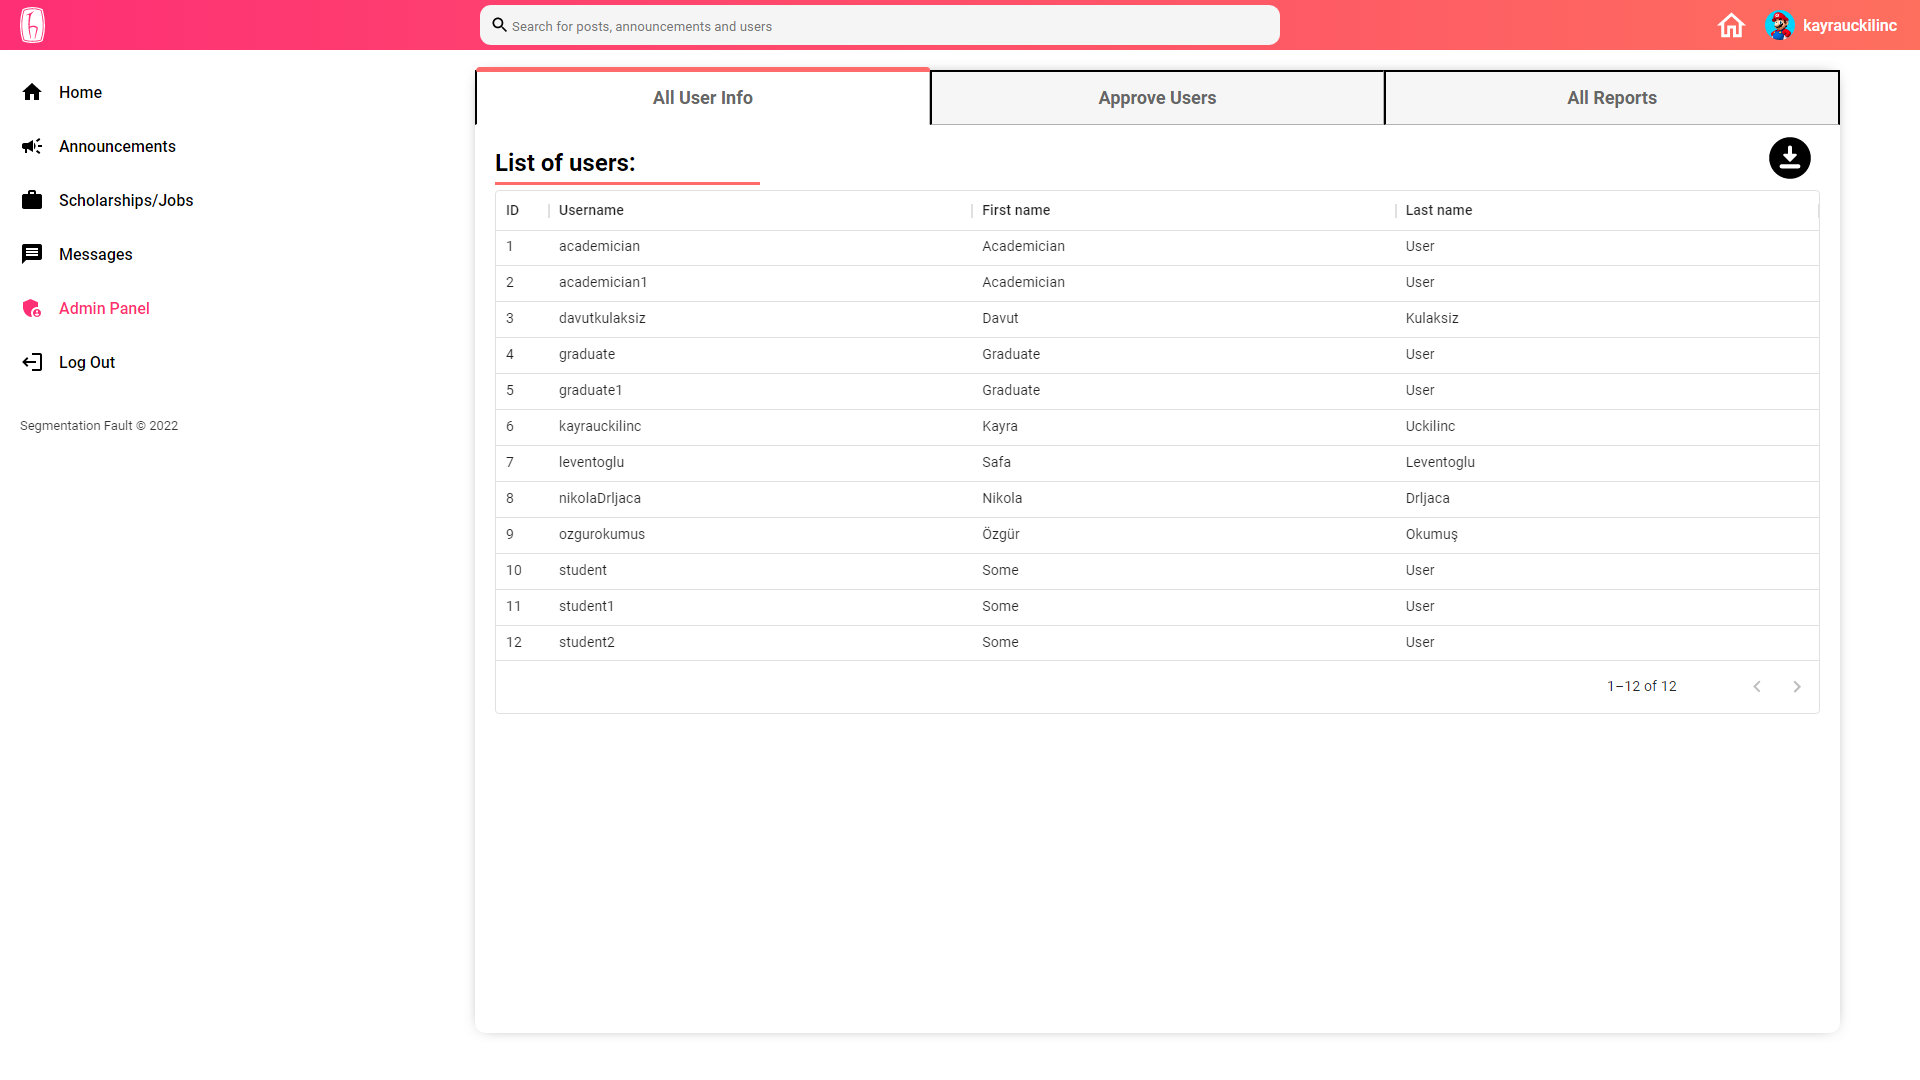 Search for posts, announcements and users
kayrauckilinc
Home
Announcements
Scholarships/Jobs
Messages
Admin Panel
Log Out
Segmentation Fault © 2022
All User Info Approve Users All Reports
List of users:
ID Username First name Last name
1 academician Academician User
2 academician1 Academician User
3 davutkulaksiz Davut Kulaksiz
4 graduate Graduate User
5 graduate1 Graduate User
6 kayrauckilinc Kayra Uckilinc
7 leventoglu Safa Leventoglu
8 nikolaDrljaca Nikola Drljaca
9 ozgurokumus Özgür Okumuş
10 student Some User
11 student1 Some User
12 student2 Some User
1–12 of 12